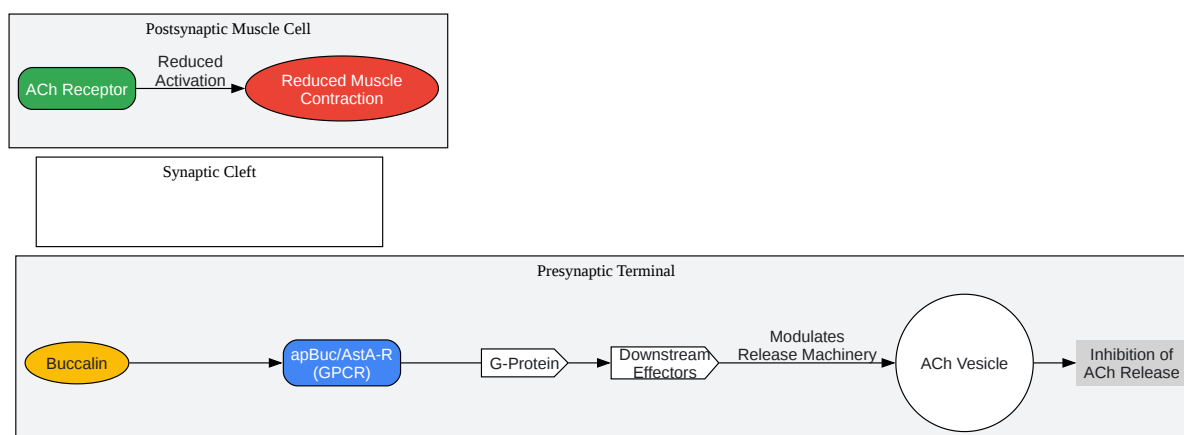 Postsynaptic Muscle Cell
ACh Receptor
Reduced
Activation
Reduced Muscle
Contraction
Synaptic Cleft
Presynaptic Terminal
Buccalin
apBuc/AstA-R
(GPCR)
G-Protein
Downstream
Effectors
Modulates
Release Machinery
ACh Vesicle
Inhibition of
ACh Release